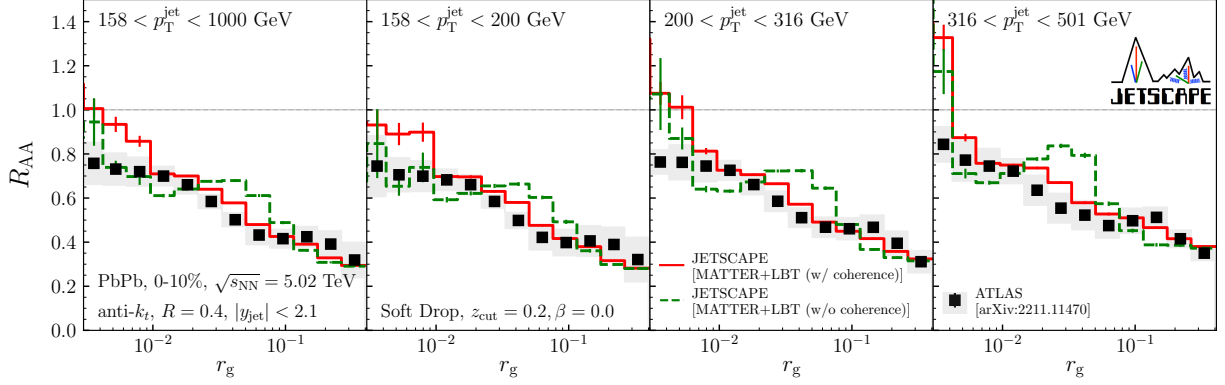 158 < p_T^jet < 1000 GeV
158 < p_T^jet < 200 GeV
200 < p_T^jet < 316 GeV
316 < p_T^jet < 501 GeV
JETSCAPE
R_AA
1.4
1.2
1.0
0.8
0.6
0.4
0.2
0.0
PbPb, 0-10%, √s_NN = 5.02 TeV
anti-k_t, R = 0.4, |y_jet| < 2.1
Soft Drop, z_cut = 0.2, β = 0.0
JETSCAPE
[MATTER+LBT (w/ coherence)]
JETSCAPE
[MATTER+LBT (w/o coherence)]
ATLAS
[arXiv:2211.11470]
10^−2 10^−1 10^−2 10^−1 10^−2 10^−1 10^−2 10^−1
r_g r_g r_g r_g